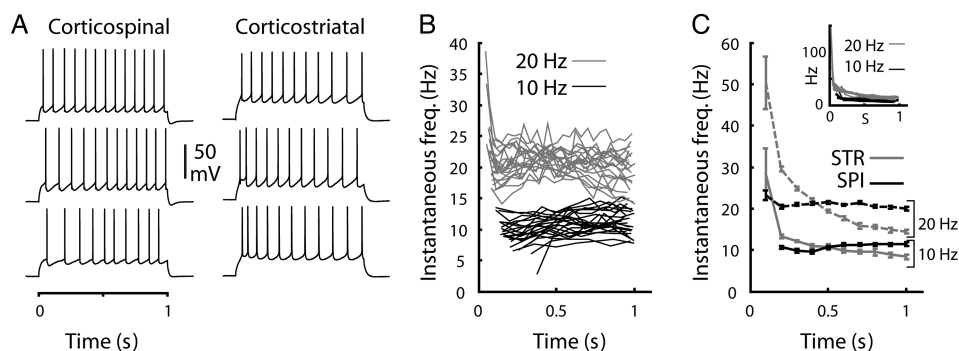 A
Corticospinal
Corticostriatal
50
mV
0
1
Time (s)
B
Instantaneous freq. (Hz)
40
35
30
25
20
15
10
5
0
20 Hz
10 Hz
0.5
1
Time (s)
C
Instantaneous freq. (Hz)
60
50
40
30
20
10
0
100
Hz
0
20 Hz
10 Hz
0
S
1
STR
SPI
20 Hz
10 Hz
0.5
1
Time (s)